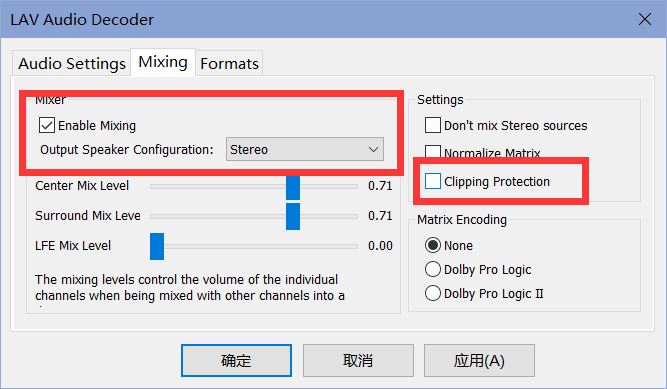 LAV Audio Decoder
Audio Settings
Mixing
Formats
Mixer
Enable Mixing
Output Speaker Configuration:
Stereo
Center Mix Level
0.71
Surround Mix Leve
0.71
LFE Mix Level
0.00
The mixing levels control the volume of the individual
channels when being mixed with other channels into a
Settings
Don't mix Stereo sources
Normalize Matrix
Clipping Protection
Matrix Encoding
None
Dolby Pro Logic
Dolby Pro Logic II
确定
取消
应用(A)